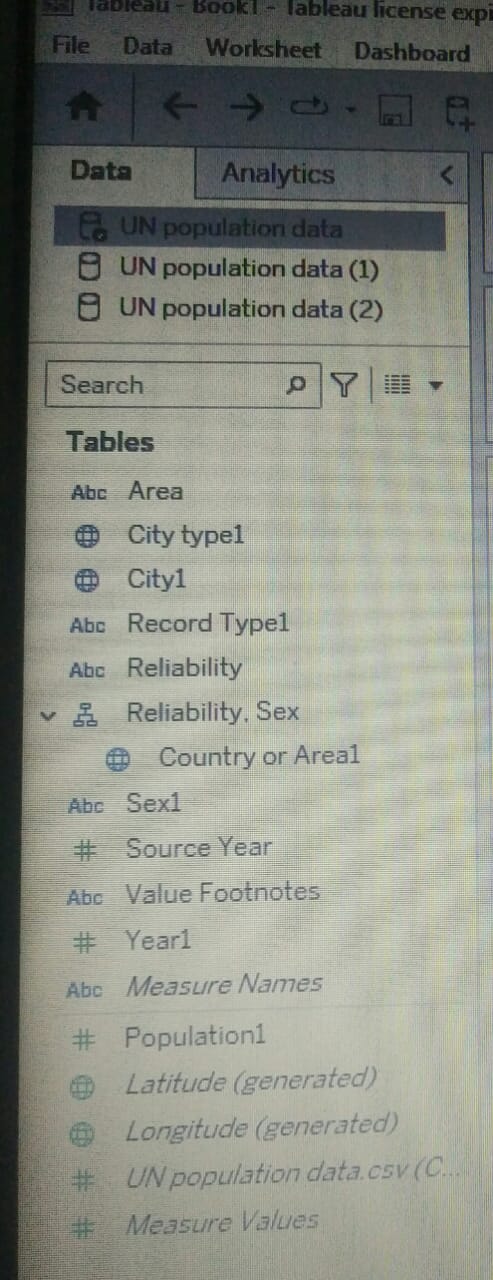 Tableau - Book1 - Tableau license expi
File Data Worksheet Dashboard
Data Analytics
UN population data
UN population data (1)
UN population data (2)
Search
Tables
Abc Area
City type1
City1
Abc Record Type1
Abc Reliability
Reliability, Sex
Country or Area1
Abc Sex1
# Source Year
Abc Value Footnotes
# Year1
Abc Measure Names
# Population1
Latitude (generated)
Longitude (generated)
# UN population data.csv (C...
# Measure Values